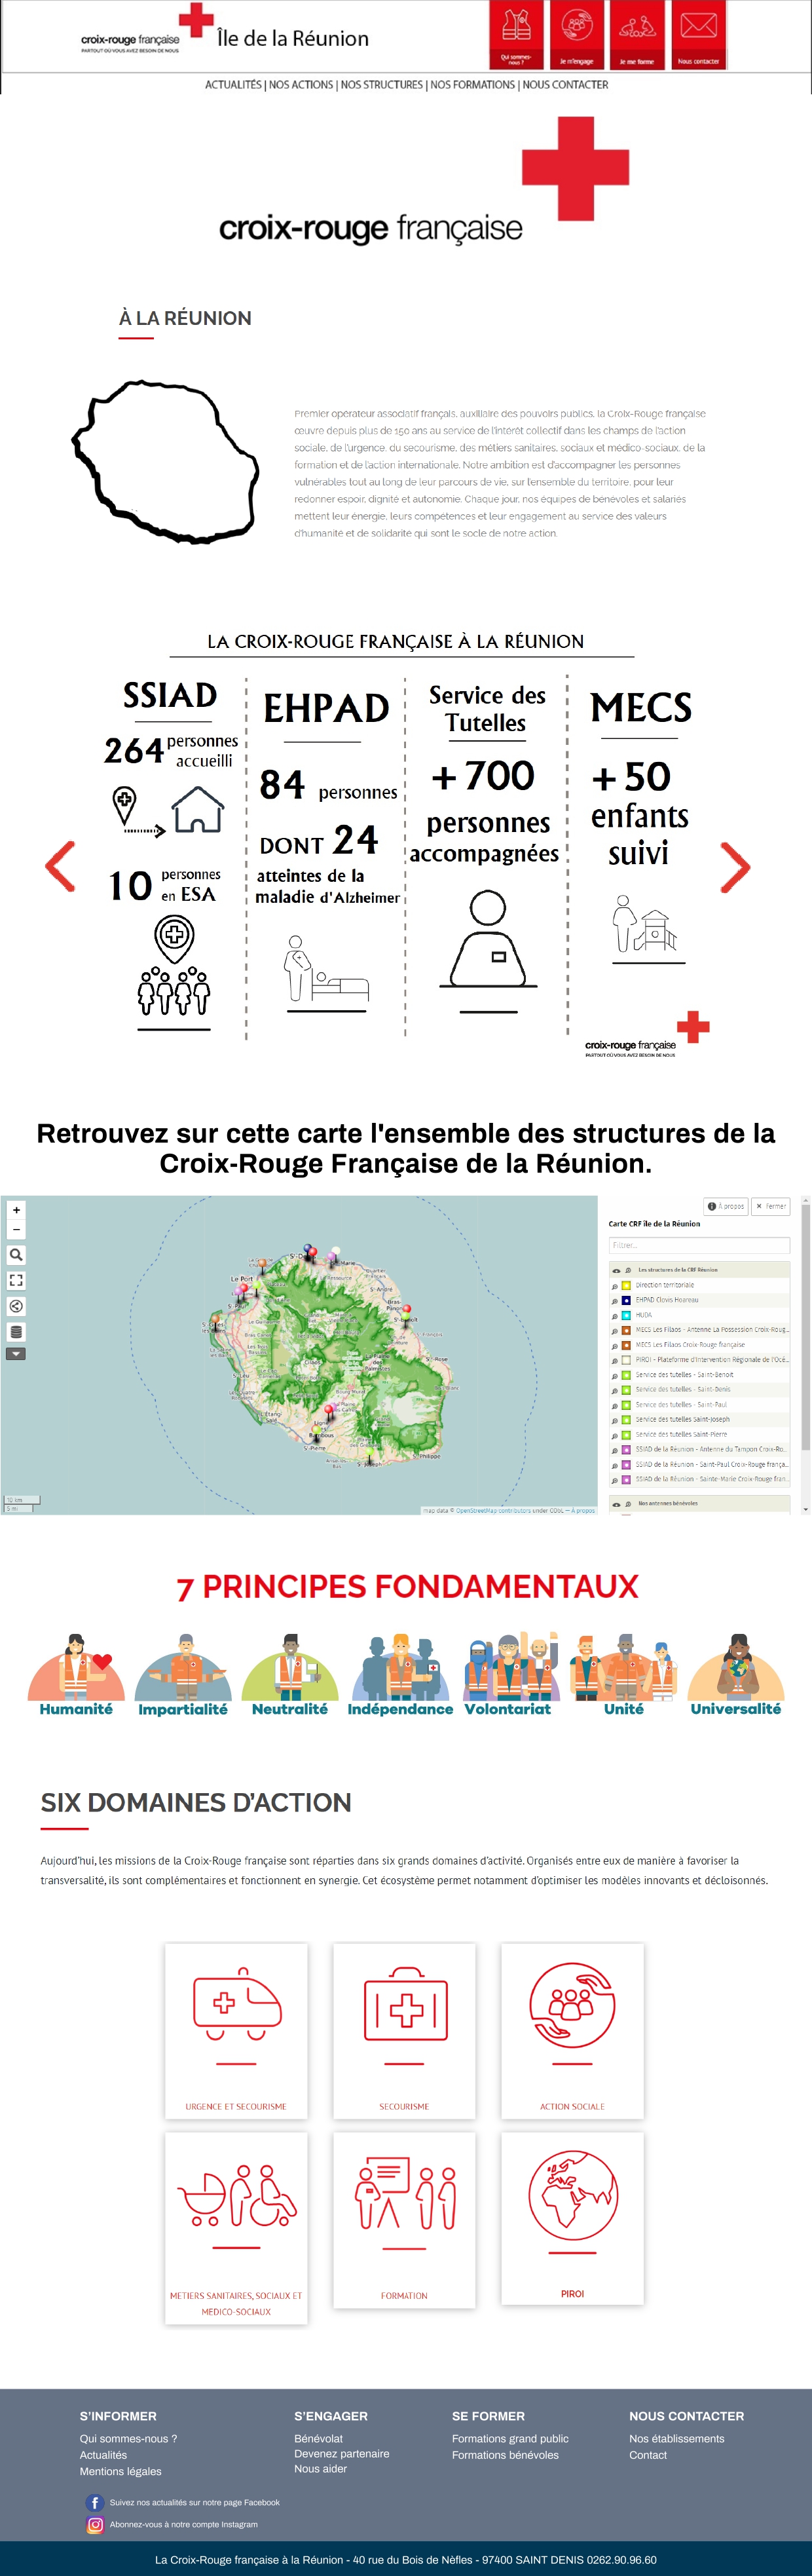 croix-rouge française
PARTOUT OÙ VOUS AVEZ BESOIN DE NOUS
Île de la Réunion
Qui sommes-nous ?
Je m'engage
Je me forme
Nous contacter
ACTUALITÉS | NOS ACTIONS | NOS STRUCTURES | NOS FORMATIONS | NOUS CONTACTER
croix-rouge française
À LA RÉUNION
Premier opérateur associatif français, auxiliaire des pouvoirs publics, la Croix-Rouge française
œuvre depuis plus de 150 ans au service de l'intérêt collectif dans les champs de l'action
sociale, de l'urgence, du secourisme, des métiers sanitaires, sociaux et médico-sociaux, de la
formation et de l'action internationale. Notre ambition est d'accompagner les personnes
vulnérables tout au long de leur parcours de vie, sur l'ensemble du territoire, pour leur
redonner espoir, dignité et autonomie. Chaque jour, nos équipes de bénévoles et salariés
mettent leur énergie, leurs compétences et leur engagement au service des valeurs
d'humanité et de solidarité qui sont le socle de notre action.
LA CROIX-ROUGE FRANÇAISE À LA RÉUNION
SSIAD
264 personnes
accueilli
10 personnes
en ESA
EHPAD
84 personnes
DONT 24
atteintes de la
maladie d'Alzheimer
Service des
Tutelles
+700
personnes
accompagnées
MECS
+50
enfants
suivi
croix-rouge française
PARTOUT OÙ VOUS AVEZ BESOIN DE NOUS
Retrouvez sur cette carte l'ensemble des structures de la
Croix-Rouge Française de la Réunion.
+
−
Le Port
St-Pierre
St-Joseph
St-Philippe
10 km
5 mi
map data © OpenStreetMap contributors under ODbL — À propos
À propos
× Fermer
Carte CRF île de la Réunion
Filtrer...
Les structures de la CRF Réunion
Direction territoriale
EHPAD Clovis Hoareau
HUDA
MECS Les Filaos - Antenne La Possession Croix-Roug...
MECS Les Filaos Croix-Rouge française
PIROI - Plateforme d'Intervention Régionale de l'Océ...
Service des tutelles - Saint-Benoit
Service des tutelles - Saint-Denis
Service des tutelles - Saint-Paul
Service des tutelles Saint-Joseph
Service des tutelles Saint-Pierre
SSIAD de la Réunion - Antenne du Tampon Croix-Ro...
SSIAD de la Réunion - Saint-Paul Croix-Rouge frança...
SSIAD de la Réunion - Sainte-Marie Croix-Rouge fran...
Nos antennes bénévoles
7 PRINCIPES FONDAMENTAUX
Humanité
Impartialité
Neutralité
Indépendance
Volontariat
Unité
Universalité
SIX DOMAINES D'ACTION
Aujourd'hui, les missions de la Croix-Rouge française sont réparties dans six grands domaines d'activité. Organisés entre eux de manière à favoriser la
transversalité, ils sont complémentaires et fonctionnent en synergie. Cet écosystème permet notamment d'optimiser les modèles innovants et décloisonnés.
URGENCE ET SECOURISME
SECOURISME
ACTION SOCIALE
METIERS SANITAIRES, SOCIAUX ET
MEDICO-SOCIAUX
FORMATION
PIROI
S'INFORMER
Qui sommes-nous ?
Actualités
Mentions légales
S'ENGAGER
Bénévolat
Devenez partenaire
Nous aider
SE FORMER
Formations grand public
Formations bénévoles
NOUS CONTACTER
Nos établissements
Contact
Suivez nos actualités sur notre page Facebook
Abonnez-vous à notre compte Instagram
La Croix-Rouge française à la Réunion - 40 rue du Bois de Nèfles - 97400 SAINT DENIS 0262.90.96.60